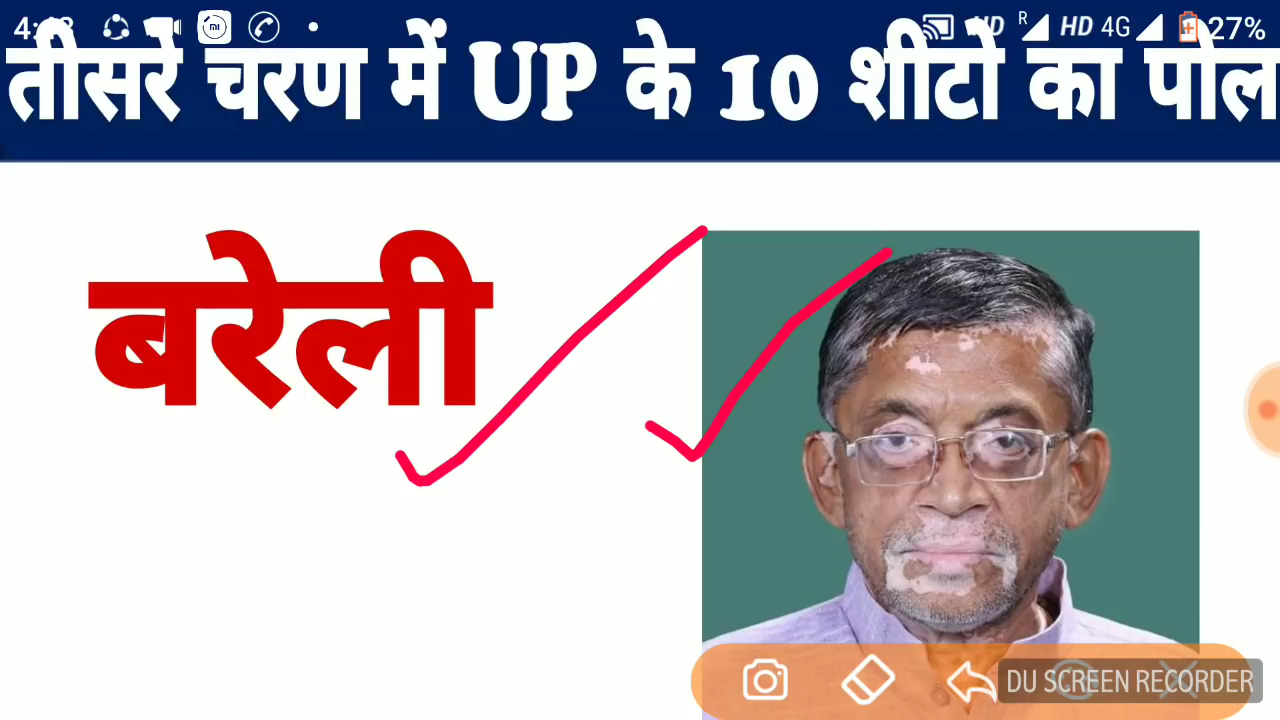 27%
HD 4G
तीसरे चरण में UP के 10 शीटो का पोल
बरेली
DU SCREEN RECORDER